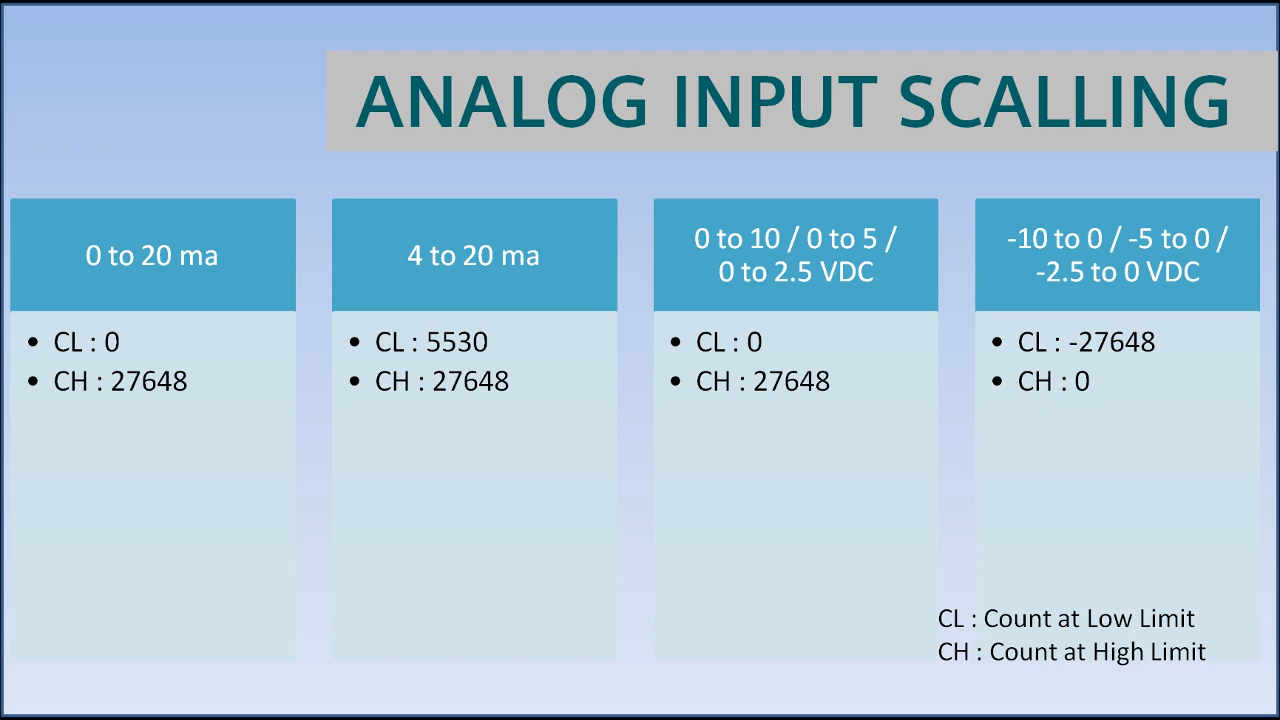 ANALOG INPUT SCALLING
0 to 20 ma
• CL : 0
• CH : 27648
4 to 20 ma
• CL : 5530
• CH : 27648
0 to 10 / 0 to 5 /
0 to 2.5 VDC
• CL : 0
• CH : 27648
-10 to 0 / -5 to 0 /
-2.5 to 0 VDC
• CL : -27648
• CH : 0
CL : Count at Low Limit
CH : Count at High Limit